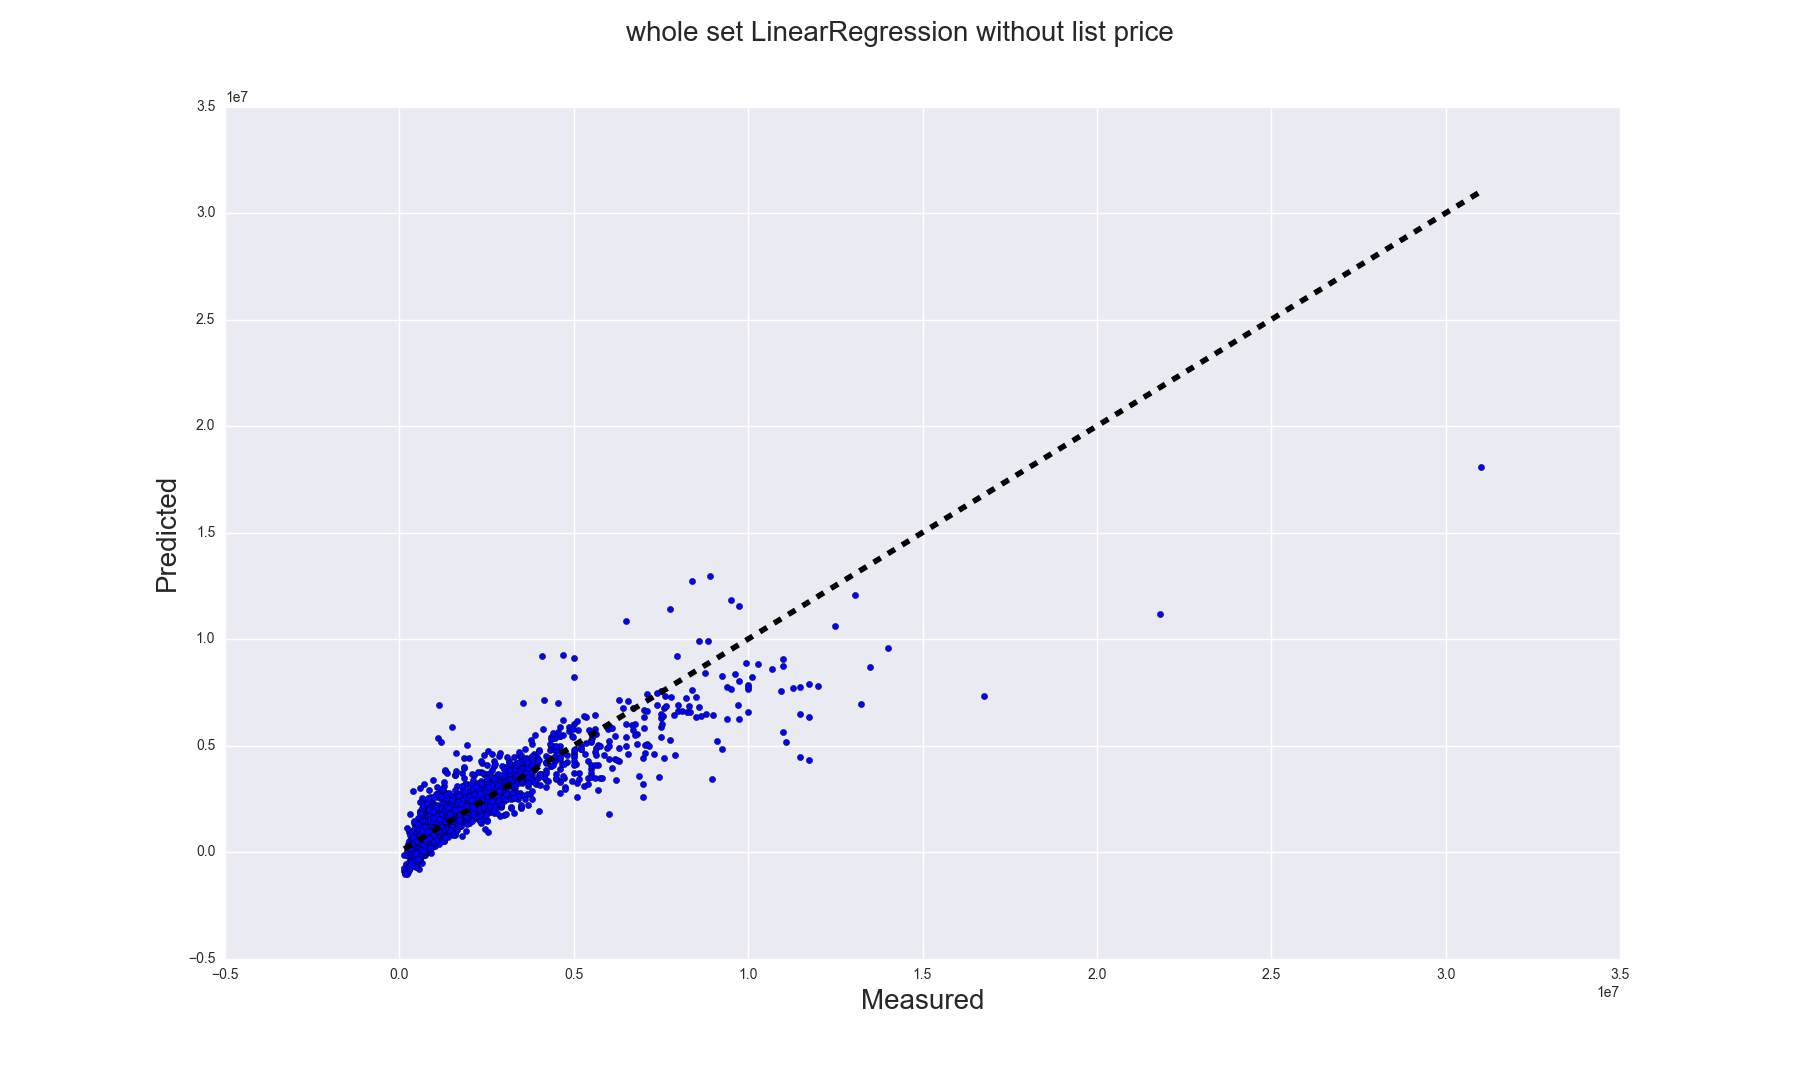 whole set LinearRegression without list price
1e7
3.5
3.0
2.5
2.0
1.5
1.0
0.5
0.0
−0.5
Predicted
−0.5 0.0 0.5 1.0 1.5 2.0 2.5 3.0 3.5
1e7
Measured